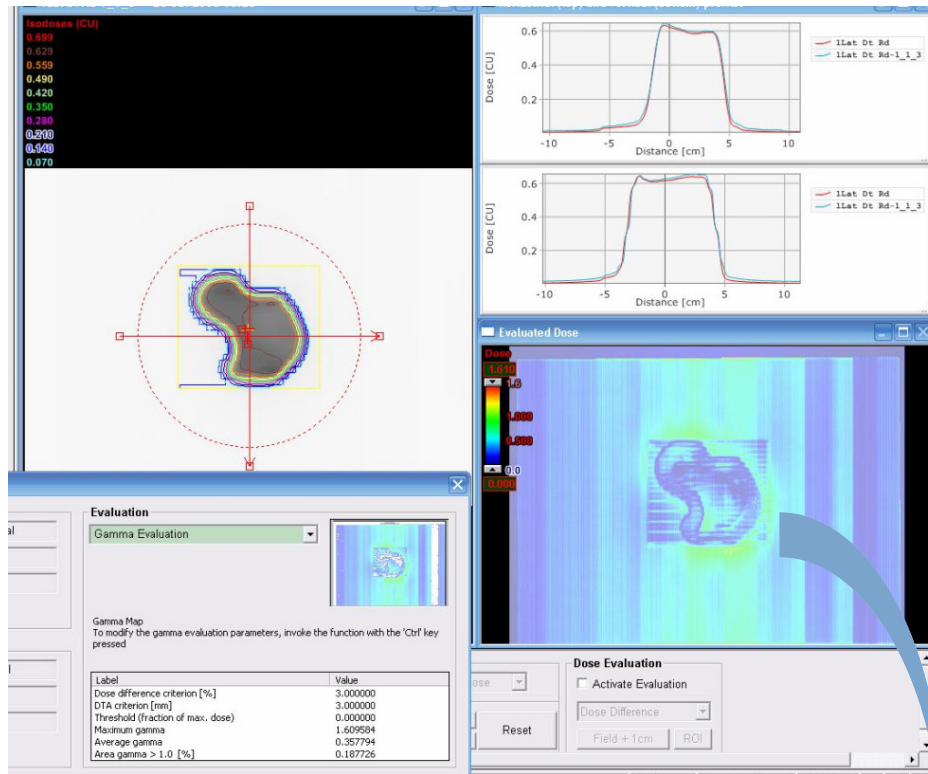 Isodoses (CU)
0.699
0.629
0.559
0.490
0.420
0.350
0.280
0.210
0.140
0.070
Dose [CU]
0.6
0.4
0.2
-10
-5
0
5
10
Distance [cm]
1Lat Dt Rd
1Lat Dt Rd-1_1_3
Dose [CU]
0.6
0.4
0.2
-10
-5
0
5
10
Distance [cm]
1Lat Dt Rd
1Lat Dt Rd-1_1_3
Evaluated Dose
Dose
1.610
1.6
1.000
0.500
0.0
0.000
Evaluation
Gamma Evaluation
Gamma Map
To modify the gamma evaluation parameters, invoke the function with the 'Ctrl' key
pressed
Label Value
Dose difference criterion [%] 3.000000
DTA criterion [mm] 3.000000
Threshold (fraction of max. dose) 0.000000
Maximum gamma 1.609584
Average gamma 0.357794
Area gamma > 1.0 [%] 0.187726
Reset
Dose Evaluation
Activate Evaluation
Dose Difference
Field + 1cm
ROI